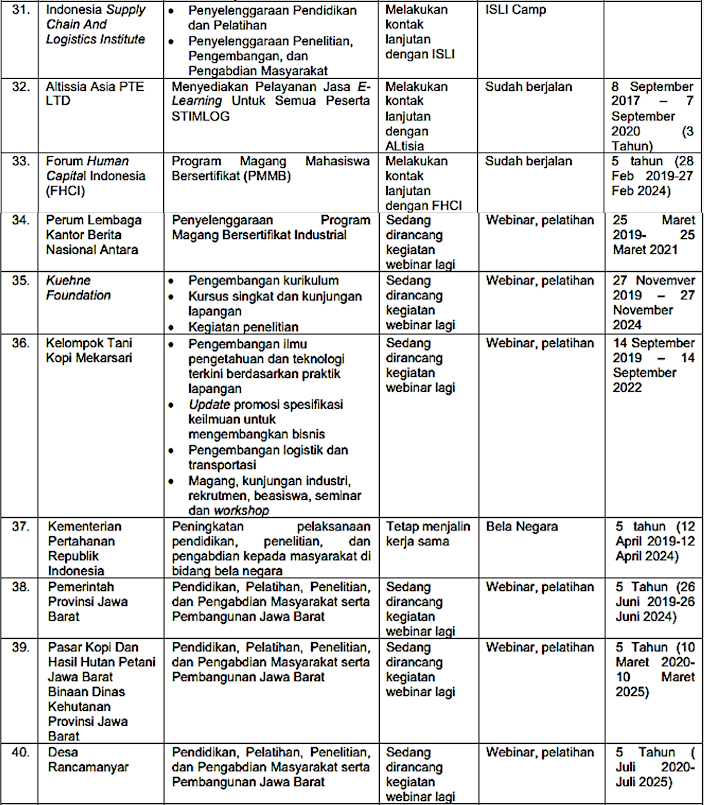 31. Indonesia Supply Chain And Logistics Institute
• Penyelenggaraan Pendidikan dan Pelatihan
• Penyelenggaraan Penelitian, Pengembangan, dan Pengabdian Masyarakat
Melakukan kontak lanjutan dengan ISLI
ISLI Camp
32. Altissia Asia PTE LTD
Menyediakan Pelayanan Jasa E-Learning Untuk Semua Peserta STIMLOG
Melakukan kontak lanjutan dengan ALtisia
Sudah berjalan
8 September 2017 – 7 September 2020 (3 Tahun)
33. Forum Human Capital Indonesia (FHCI)
Program Magang Mahasiswa Bersertifikat (PMMB)
Melakukan kontak lanjutan dengan FHCI
Sudah berjalan
5 tahun (28 Feb 2019-27 Feb 2024)
34. Perum Lembaga Kantor Berita Nasional Antara
Penyelenggaraan Program Magang Bersertifikat Industrial
Sedang dirancang kegiatan webinar lagi
Webinar, pelatihan
25 Maret 2019- 25 Maret 2021
35. Kuehne Foundation
• Pengembangan kurikulum
• Kursus singkat dan kunjungan lapangan
• Kegiatan penelitian
Sedang dirancang kegiatan webinar lagi
Webinar, pelatihan
27 Novemver 2019 – 27 November 2024
36. Kelompok Tani Kopi Mekarsari
• Pengembangan ilmu pengetahuan dan teknologi terkini berdasarkan praktik lapangan
• Update promosi spesifikasi keilmuan untuk mengembangkan bisnis
• Pengembangan logistik dan transportasi
• Magang, kunjungan industri, rekrutmen, beasiswa, seminar dan workshop
Sedang dirancang kegiatan webinar lagi
Webinar, pelatihan
14 September 2019 – 14 September 2022
37. Kementerian Pertahanan Republik Indonesia
Peningkatan pelaksanaan pendidikan, penelitian, dan pengabdian kepada masyarakat di bidang bela negara
Tetap menjalin kerja sama
Bela Negara
5 tahun (12 April 2019-12 April 2024)
38. Pemerintah Provinsi Jawa Barat
Pendidikan, Pelatihan, Penelitian, dan Pengabdian Masyarakat serta Pembangunan Jawa Barat
Sedang dirancang kegiatan webinar lagi
Webinar, pelatihan
5 Tahun (26 Juni 2019-26 Juni 2024)
39. Pasar Kopi Dan Hasil Hutan Petani Jawa Barat Binaan Dinas Kehutanan Provinsi Jawa Barat
Pendidikan, Pelatihan, Penelitian, dan Pengabdian Masyarakat serta Pembangunan Jawa Barat
Sedang dirancang kegiatan webinar lagi
Webinar, pelatihan
5 Tahun (10 Maret 2020- 10 Maret 2025)
40. Desa Rancamanyar
Pendidikan, Pelatihan, Penelitian, dan Pengabdian Masyarakat serta Pembangunan Jawa Barat
Sedang dirancang kegiatan webinar lagi
Webinar, pelatihan
5 Tahun ( Juli 2020- Juli 2025)